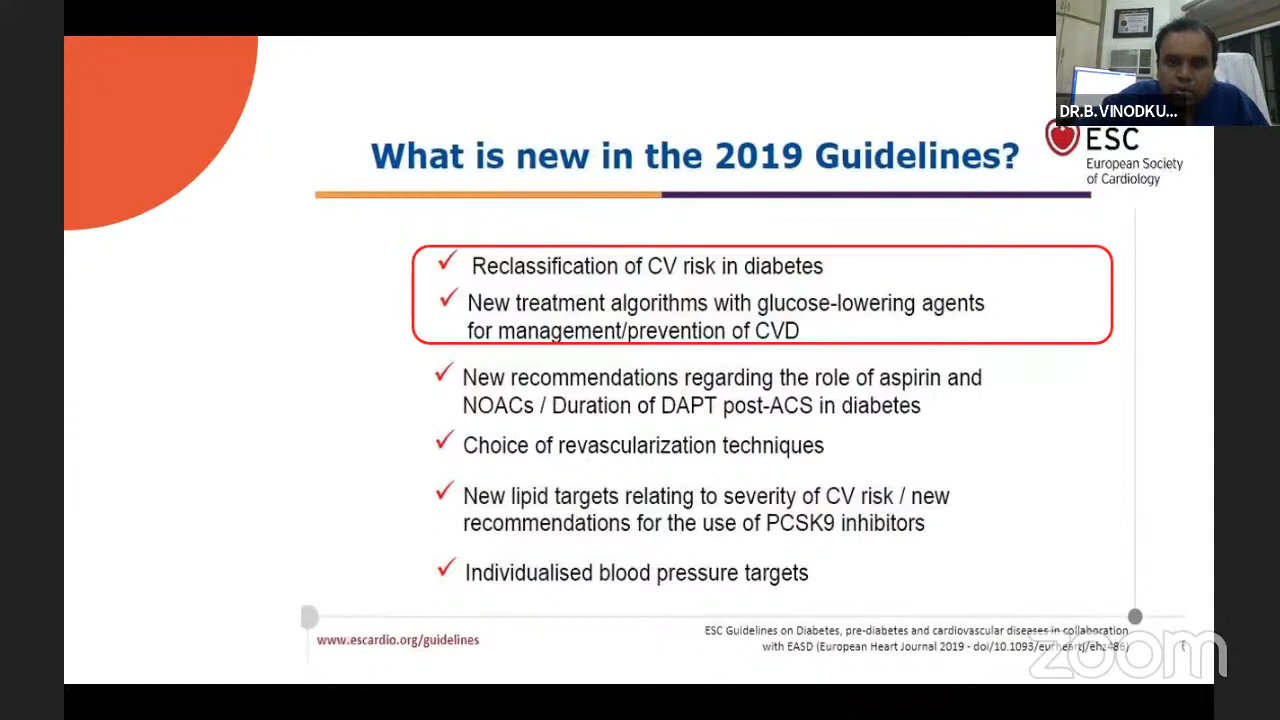 DR.B.VINODKU...
What is new in the 2019 Guidelines?
ESC
European Society
of Cardiology
Reclassification of CV risk in diabetes
New treatment algorithms with glucose-lowering agents
for management/prevention of CVD
New recommendations regarding the role of aspirin and
NOACs / Duration of DAPT post-ACS in diabetes
Choice of revascularization techniques
New lipid targets relating to severity of CV risk / new
recommendations for the use of PCSK9 inhibitors
Individualised blood pressure targets
www.escardio.org/guidelines
ESC Guidelines on Diabetes, pre-diabetes and cardiovascular diseases in collaboration
with EASD (European Heart Journal 2019 - doi/10.1093/eurheartj/ehz486)
zoom